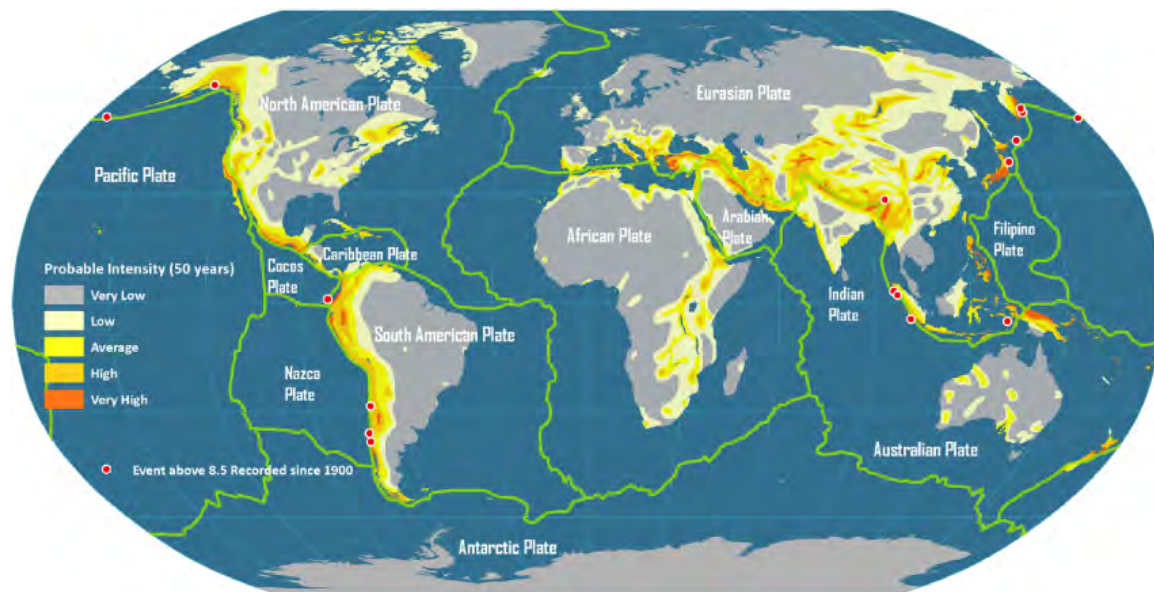 North American Plate
Eurasian Plate
Pacific Plate
Arabian
Plate
African Plate
Filipino
Plate
Caribbean Plate
Cocos
Plate
Probable Intensity (50 years)
Very Low
Low
Average
High
Very High
Indian
Plate
South American Plate
Nazca
Plate
Australian Plate
Event above 8.5 Recorded since 1900
Antarctic Plate